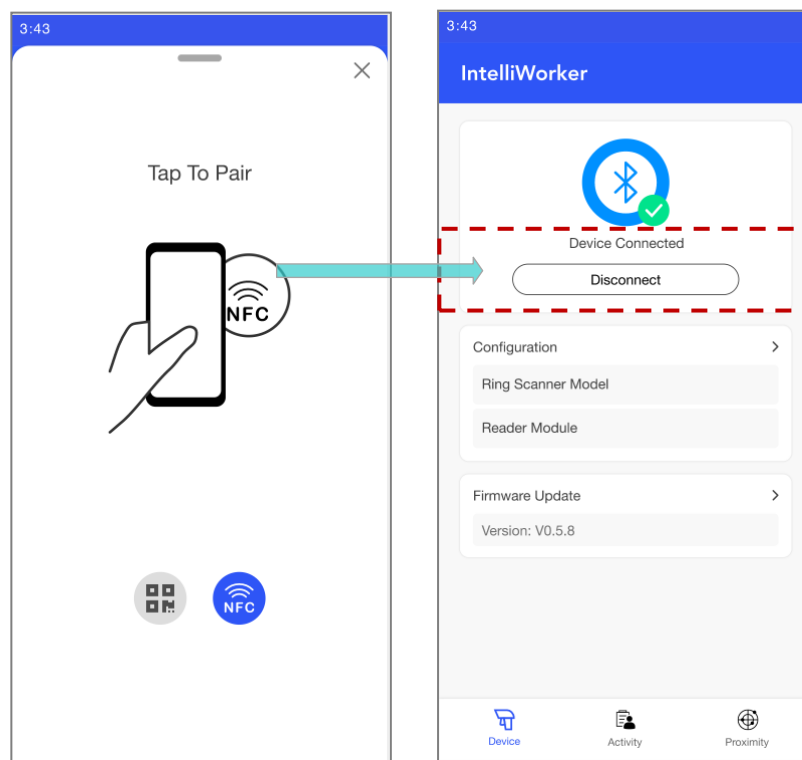 3:43
Tap To Pair
NFC
NFC
3:43
IntelliWorker
Device Connected
Disconnect
Configuration
Ring Scanner Model
Reader Module
Firmware Update
Version: V0.5.8
Device
Activity
Proximity